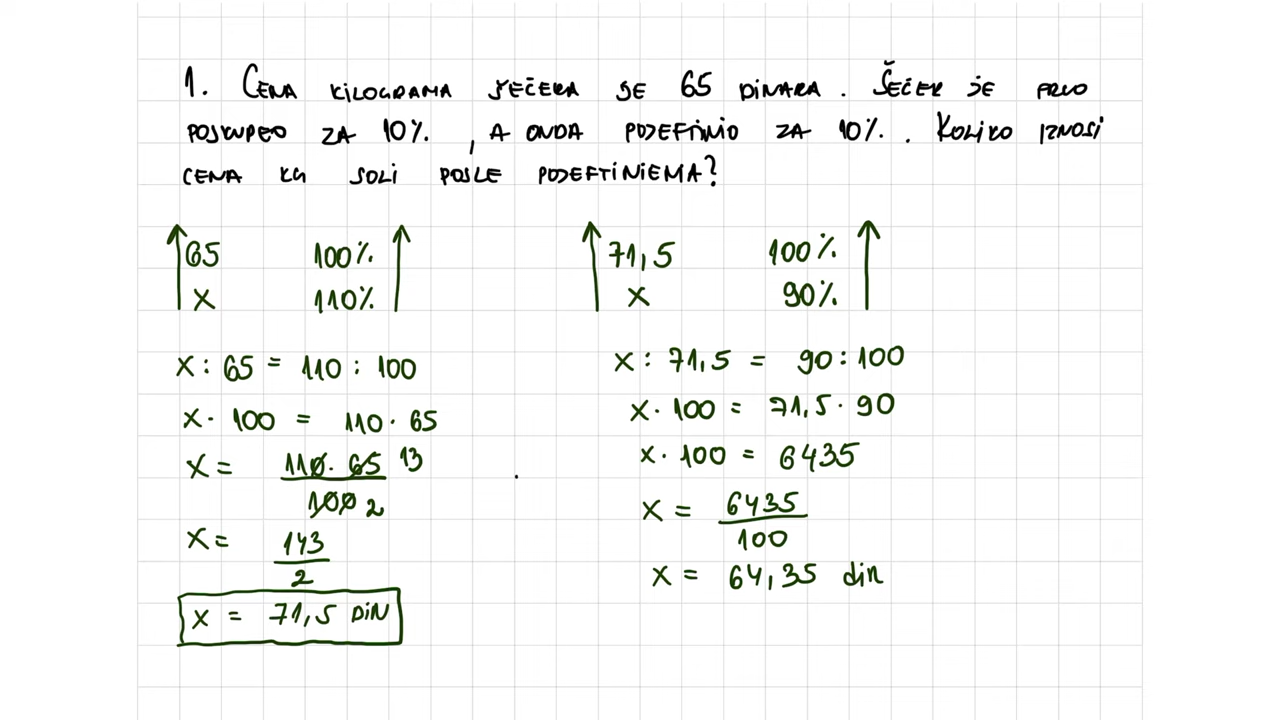 1. CENA KILOGRAMA ŠEĆERA JE 65 DINARA. ŠEĆER JE PRVO
POSKUPEO ZA 10%, A ONDA POJEFTINIO ZA 10%. KOLIKO IZNOSI
CENA KG SOLI POSLE POJEFTINIEMA?
65 100%
X 110%
X : 65 = 110 : 100
X · 100 = 110 · 65
X = 110 · 65 13
100 2
X = 143
2
X = 71,5 DIN
71,5 100%
X 90%
X : 71,5 = 90 : 100
X · 100 = 71,5 · 90
X · 100 = 6435
X = 6435
100
X = 64,35 din